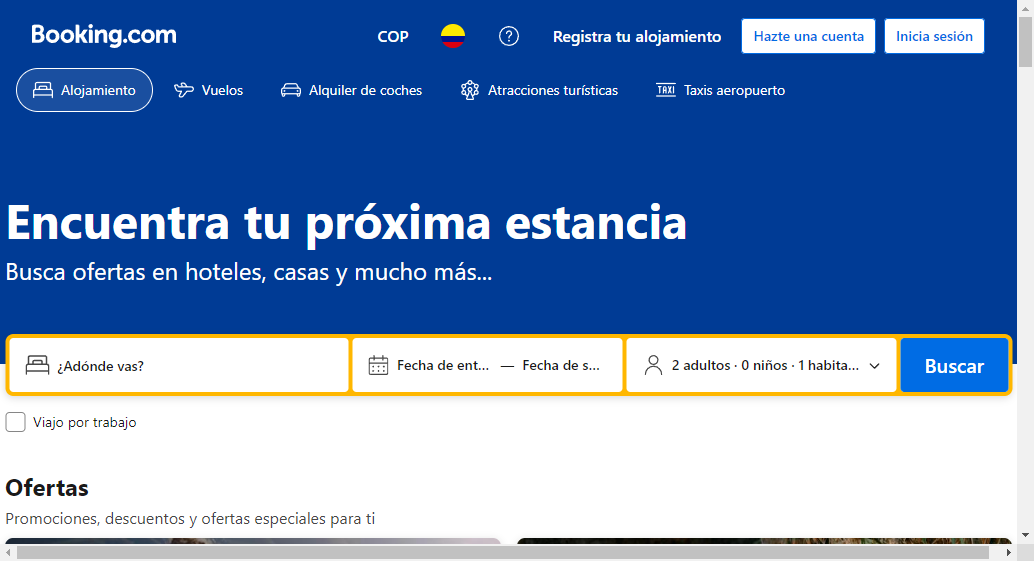 Booking.com
COP
Registra tu alojamiento
Hazte una cuenta
Inicia sesión
Alojamiento
Vuelos
Alquiler de coches
Atracciones turísticas
TAXI
Taxis aeropuerto
Encuentra tu próxima estancia
Busca ofertas en hoteles, casas y mucho más...
¿Adónde vas?
Fecha de ent... — Fecha de s...
2 adultos · 0 niños · 1 habita...
Buscar
Viajo por trabajo
Ofertas
Promociones, descuentos y ofertas especiales para ti